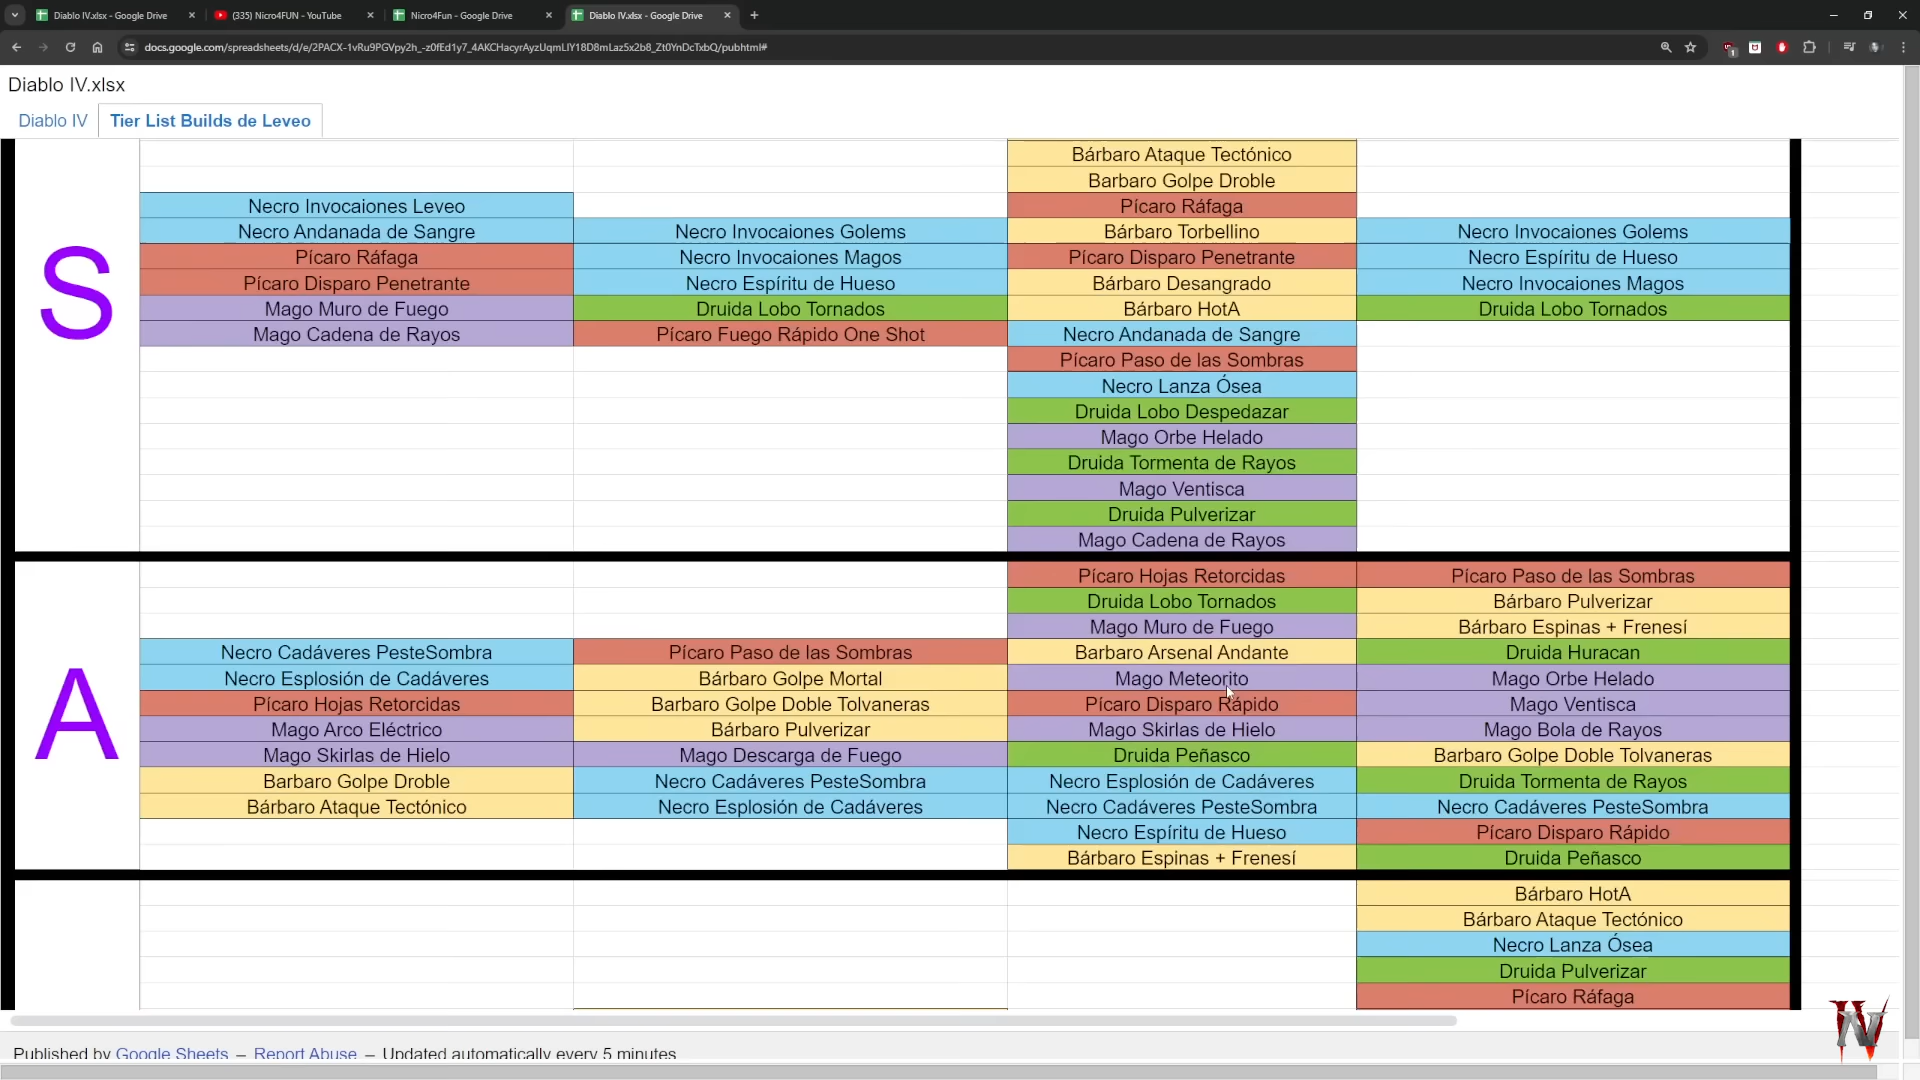 Diablo IV.xlsx - Google Drive
(335) Nicro4FUN - YouTube
Nicro4Fun - Google Drive
Diablo IV.xlsx - Google Drive
docs.google.com/spreadsheets/d/e/2PACX-1vRu9PGVpy2h_-z0fEd1y7_4AKCHacyrAyzUqmLIY18D8mLaz5x2b8_Zt0YnDcTxbQ/pubhtml#
Diablo IV.xlsx
Diablo IV
Tier List Builds de Leveo
S
Necro Invocaiones Leveo
Necro Andanada de Sangre
Pícaro Ráfaga
Pícaro Disparo Penetrante
Mago Muro de Fuego
Mago Cadena de Rayos
Necro Invocaiones Golems
Necro Invocaiones Magos
Necro Espíritu de Hueso
Druida Lobo Tornados
Pícaro Fuego Rápido One Shot
Bárbaro Ataque Tectónico
Barbaro Golpe Droble
Pícaro Ráfaga
Bárbaro Torbellino
Pícaro Disparo Penetrante
Bárbaro Desangrado
Bárbaro HotA
Necro Andanada de Sangre
Pícaro Paso de las Sombras
Necro Lanza Ósea
Druida Lobo Despedazar
Mago Orbe Helado
Druida Tormenta de Rayos
Mago Ventisca
Druida Pulverizar
Mago Cadena de Rayos
Necro Invocaiones Golems
Necro Espíritu de Hueso
Necro Invocaiones Magos
Druida Lobo Tornados
A
Necro Cadáveres PesteSombra
Necro Esplosión de Cadáveres
Pícaro Hojas Retorcidas
Mago Arco Eléctrico
Mago Skirlas de Hielo
Barbaro Golpe Droble
Bárbaro Ataque Tectónico
Pícaro Paso de las Sombras
Bárbaro Golpe Mortal
Barbaro Golpe Doble Tolvaneras
Bárbaro Pulverizar
Mago Descarga de Fuego
Necro Cadáveres PesteSombra
Necro Esplosión de Cadáveres
Pícaro Hojas Retorcidas
Druida Lobo Tornados
Mago Muro de Fuego
Barbaro Arsenal Andante
Mago Meteorito
Pícaro Disparo Rápido
Mago Skirlas de Hielo
Druida Peñasco
Necro Esplosión de Cadáveres
Necro Cadáveres PesteSombra
Necro Espíritu de Hueso
Bárbaro Espinas + Frenesí
Pícaro Paso de las Sombras
Bárbaro Pulverizar
Bárbaro Espinas + Frenesí
Druida Huracan
Mago Orbe Helado
Mago Ventisca
Mago Bola de Rayos
Barbaro Golpe Doble Tolvaneras
Druida Tormenta de Rayos
Necro Cadáveres PesteSombra
Pícaro Disparo Rápido
Druida Peñasco
Bárbaro HotA
Bárbaro Ataque Tectónico
Necro Lanza Ósea
Druida Pulverizar
Pícaro Ráfaga
IV
Published by Google Sheets – Report Abuse – Updated automatically every 5 minutes